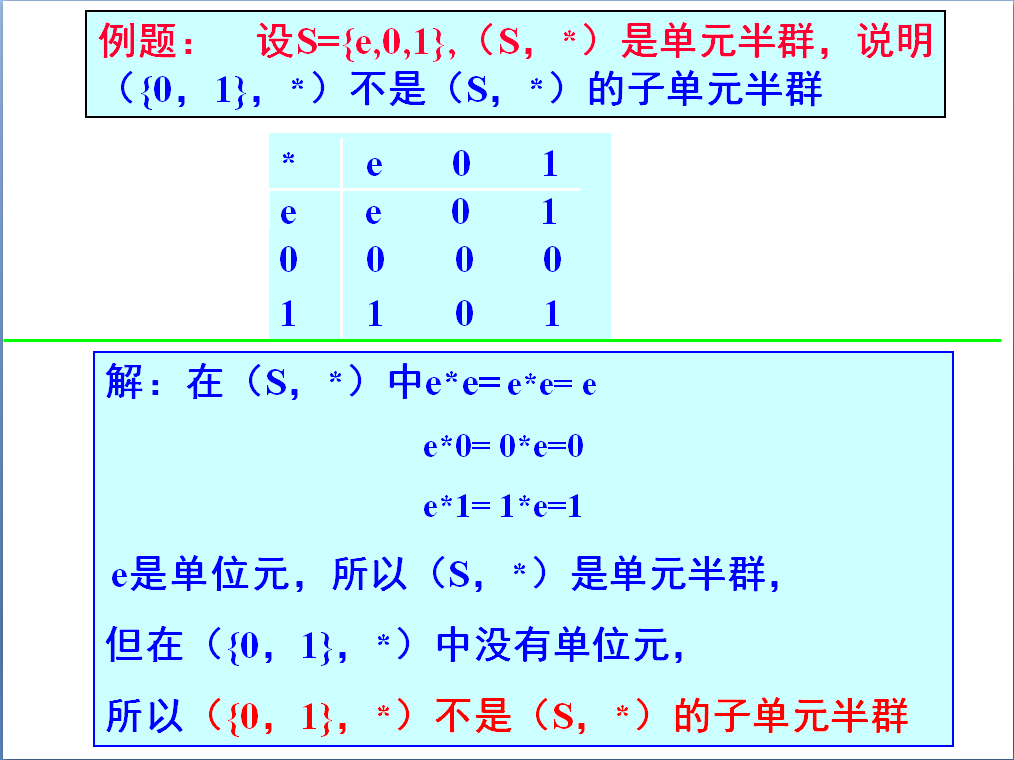 例题： 设S={e,0,1},（S，*）是单元半群，说明
（{0，1}，*）不是（S，*）的子单元半群
* e 0 1
e e 0 1
0 0 0 0
1 1 0 1
解：在（S，*）中e*e= e*e= e
e*0= 0*e=0
e*1= 1*e=1
e是单位元，所以（S，*）是单元半群，
但在（{0，1}，*）中没有单位元，
所以（{0，1}，*）不是（S，*）的子单元半群